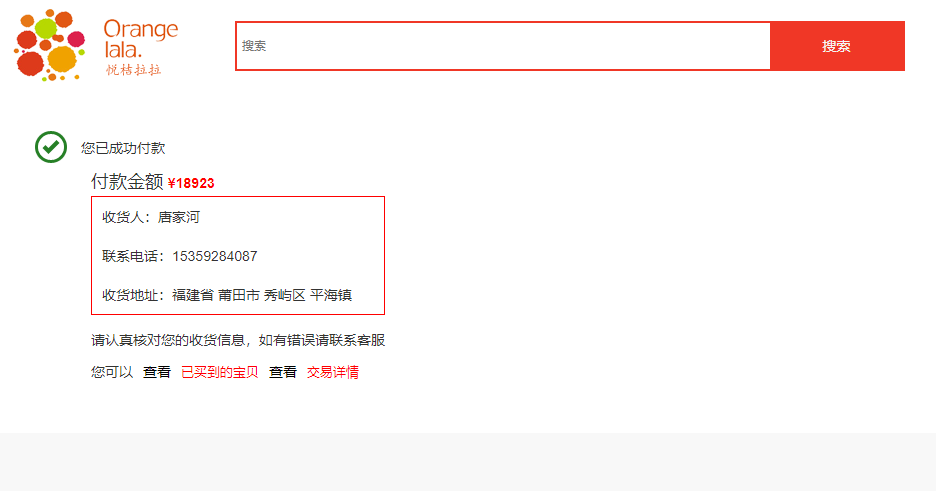 Orange
lala.
悦桔拉拉
搜索
搜索
您已成功付款
付款金额 ¥18923
收货人：唐家河
联系电话：15359284087
收货地址：福建省 莆田市 秀屿区 平海镇
请认真核对您的收货信息，如有错误请联系客服
您可以 查看 已买到的宝贝 查看 交易详情